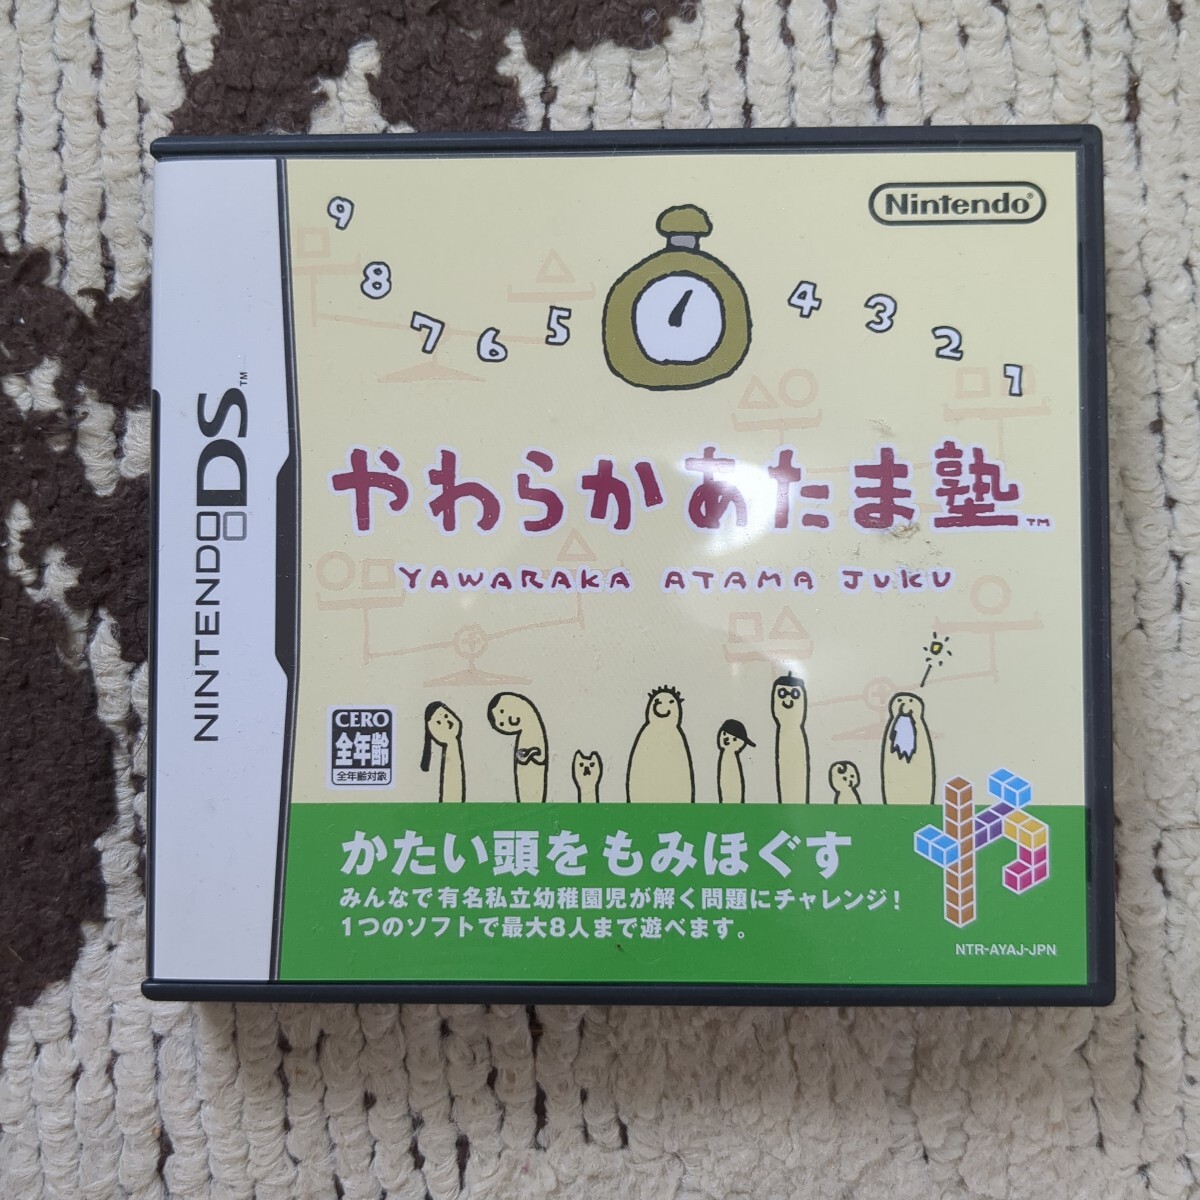 NINTENDO DS™
Nintendo®
9 8 7 6 5 4 3 2 1
やわらかあたま塾™
YAWARAKA ATAMA JUKU
CERO
全年齢
全年齢対象
かたい頭をもみほぐす
みんなで有名私立幼稚園児が解く問題にチャレンジ!
1つのソフトで最大8人まで遊べます。
や
NTR-AYAJ-JPN